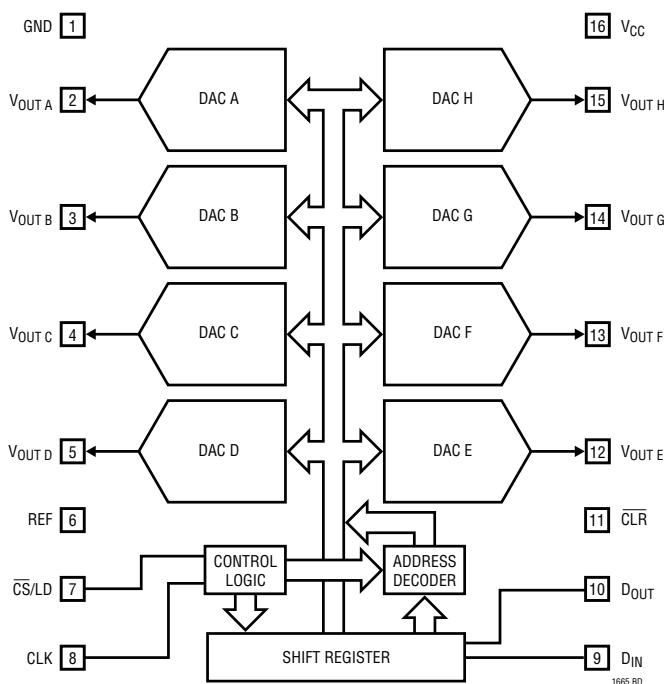 GND 1
16 VCC
VOUT A 2
DAC A
DAC H
15 VOUT H
VOUT B 3
DAC B
DAC G
14 VOUT G
VOUT C 4
DAC C
DAC F
13 VOUT F
VOUT D 5
DAC D
DAC E
12 VOUT E
REF 6
11 C̅L̅R̅
C̅S̅/LD 7
CONTROL
LOGIC
ADDRESS
DECODER
10 DOUT
CLK 8
SHIFT REGISTER
9 DIN
1665 BD